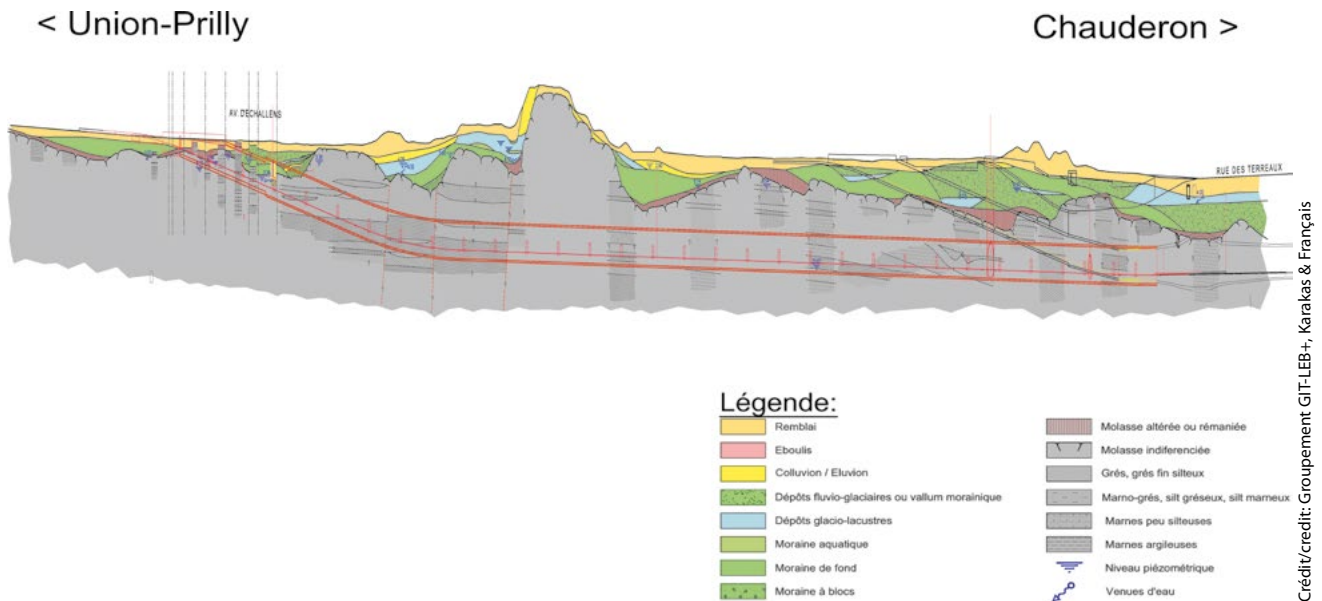 < Union-Prilly
Chauderon >
AV. D'ECHALLENS
RUE DES TERREAUX
Légende:
Remblai
Eboulis
Colluvion / Eluvion
Dépôts fluvio-glaciaires ou vallum morainique
Dépôts glacio-lacustres
Moraine aquatique
Moraine de fond
Moraine à blocs
Molasse altérée ou rémaniée
Molasse indiferenciée
Grés, grés fin silteux
Marno-grés, silt gréseux, silt marneux
Marnes peu silteuses
Marnes argileuses
Niveau piézométrique
Venues d'eau
Crédit/credit: Groupement GIT-LEB+, Karakas & Français